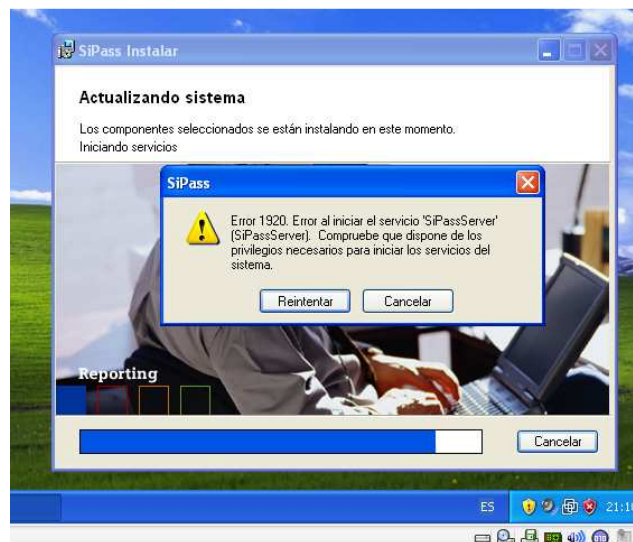 SiPass Instalar
Actualizando sistema
Los componentes seleccionados se están instalando en este momento.
Iniciando servicios
SiPass
Error 1920. Error al iniciar el servicio 'SiPassServer'
(SiPassServer). Compruebe que dispone de los
privilegios necesarios para iniciar los servicios del
sistema.
Reintentar Cancelar
Reporting
Cancelar
ES